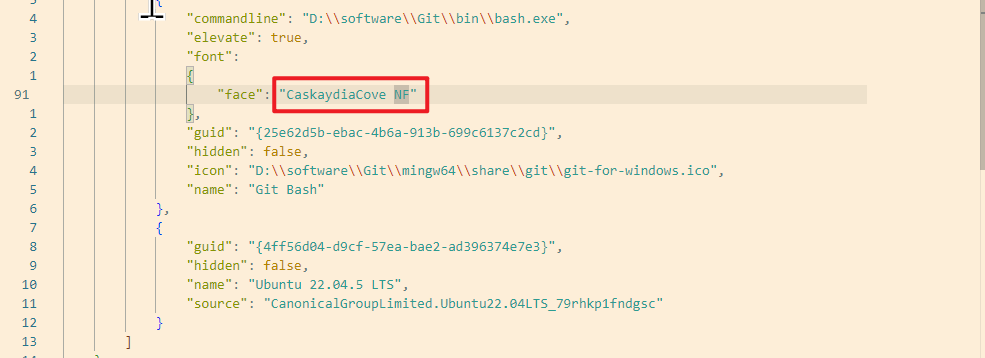 {
4 "commandline": "D:\\software\\Git\\bin\\bash.exe",
3 "elevate": true,
2 "font":
1 {
91 "face": "CaskaydiaCove NF"
1 },
2 "guid": "{25e62d5b-ebac-4b6a-913b-699c6137c2cd}",
3 "hidden": false,
4 "icon": "D:\\software\\Git\\mingw64\\share\\git\\git-for-windows.ico",
5 "name": "Git Bash"
6 },
7 {
8 "guid": "{4ff56d04-d9cf-57ea-bae2-ad396374e7e3}",
9 "hidden": false,
10 "name": "Ubuntu 22.04.5 LTS",
11 "source": "CanonicalGroupLimited.Ubuntu22.04LTS_79rhkp1fndgsc"
12 }
13 ]